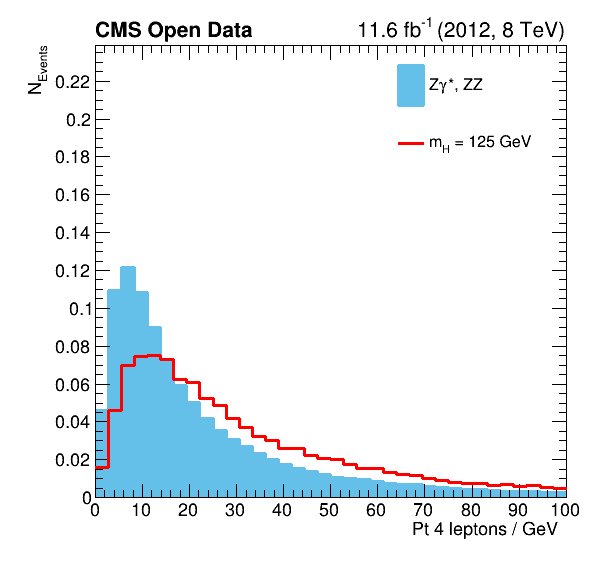 CMS Open Data 11.6 fb⁻¹ (2012, 8 TeV)
N_Events
Zγ*, ZZ
m_H = 125 GeV
0.22
0.2
0.18
0.16
0.14
0.12
0.1
0.08
0.06
0.04
0.02
0
0 10 20 30 40 50 60 70 80 90 100
Pt 4 leptons / GeV